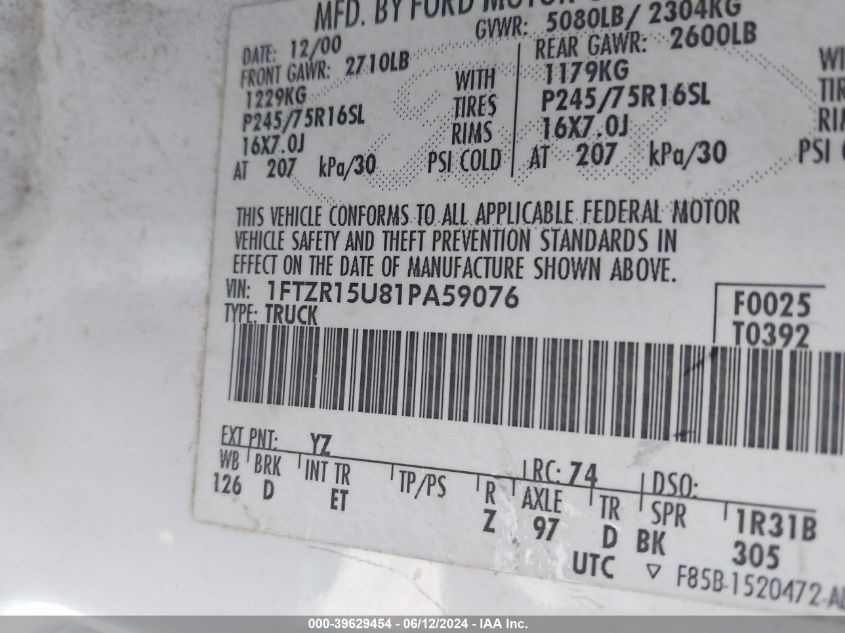 MFD. BY FORD MOTOR
DATE: 12/00 GVWR: 5080LB/ 2304KG
FRONT GAWR: 2710LB REAR GAWR: 2600LB
1229KG WITH 1179KG
P245/75R16SL TIRES P245/75R16SL
16X7.0J RIMS 16X7.0J
AT 207 kPa/30 PSI COLD AT 207 kPa/30 PSI
THIS VEHICLE CONFORMS TO ALL APPLICABLE FEDERAL MOTOR
VEHICLE SAFETY AND THEFT PREVENTION STANDARDS IN
EFFECT ON THE DATE OF MANUFACTURE SHOWN ABOVE.
VIN: 1FTZR15U81PA59076 F0025
TYPE: TRUCK T0392
EXT PNT: YZ LRC: 74 DSO:
WB BRK INT TR TP/PS R AXLE TR SPR 1R31B
126 D ET Z 97 D BK 305
UTC ▽ F85B-1520472-A
000-39629454 - 06/12/2024 - IAA Inc.